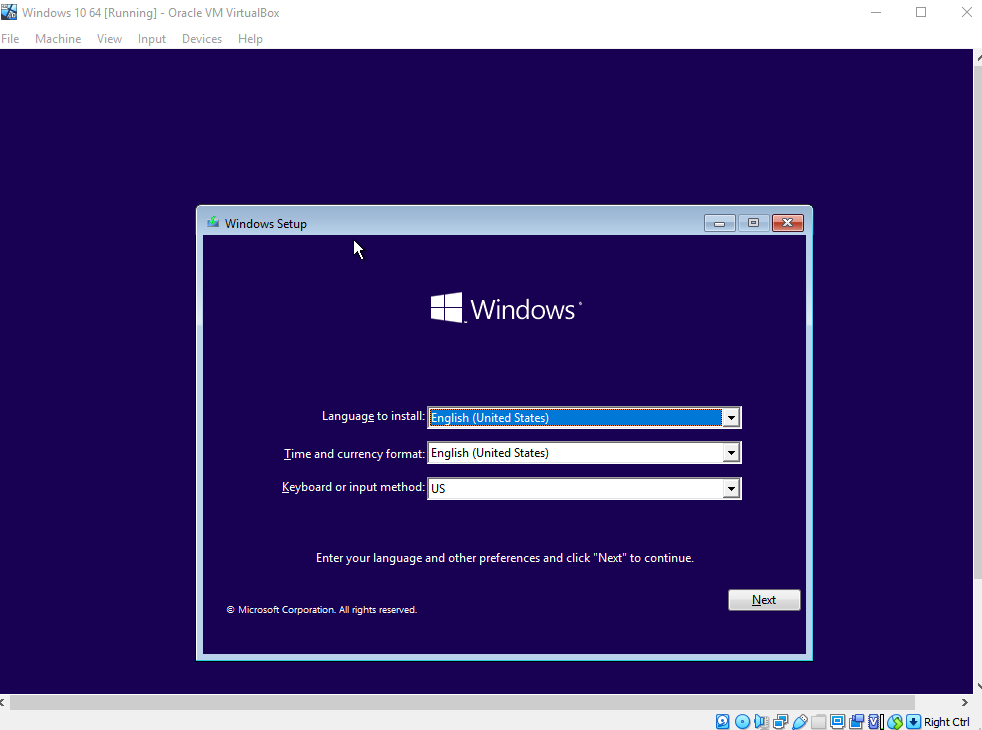 Windows 10 64 [Running] - Oracle VM VirtualBox
File Machine View Input Devices Help
Windows Setup
Windows
Language to install: English (United States)
Time and currency format: English (United States)
Keyboard or input method: US
Enter your language and other preferences and click "Next" to continue.
Next
© Microsoft Corporation. All rights reserved.
Right Ctrl